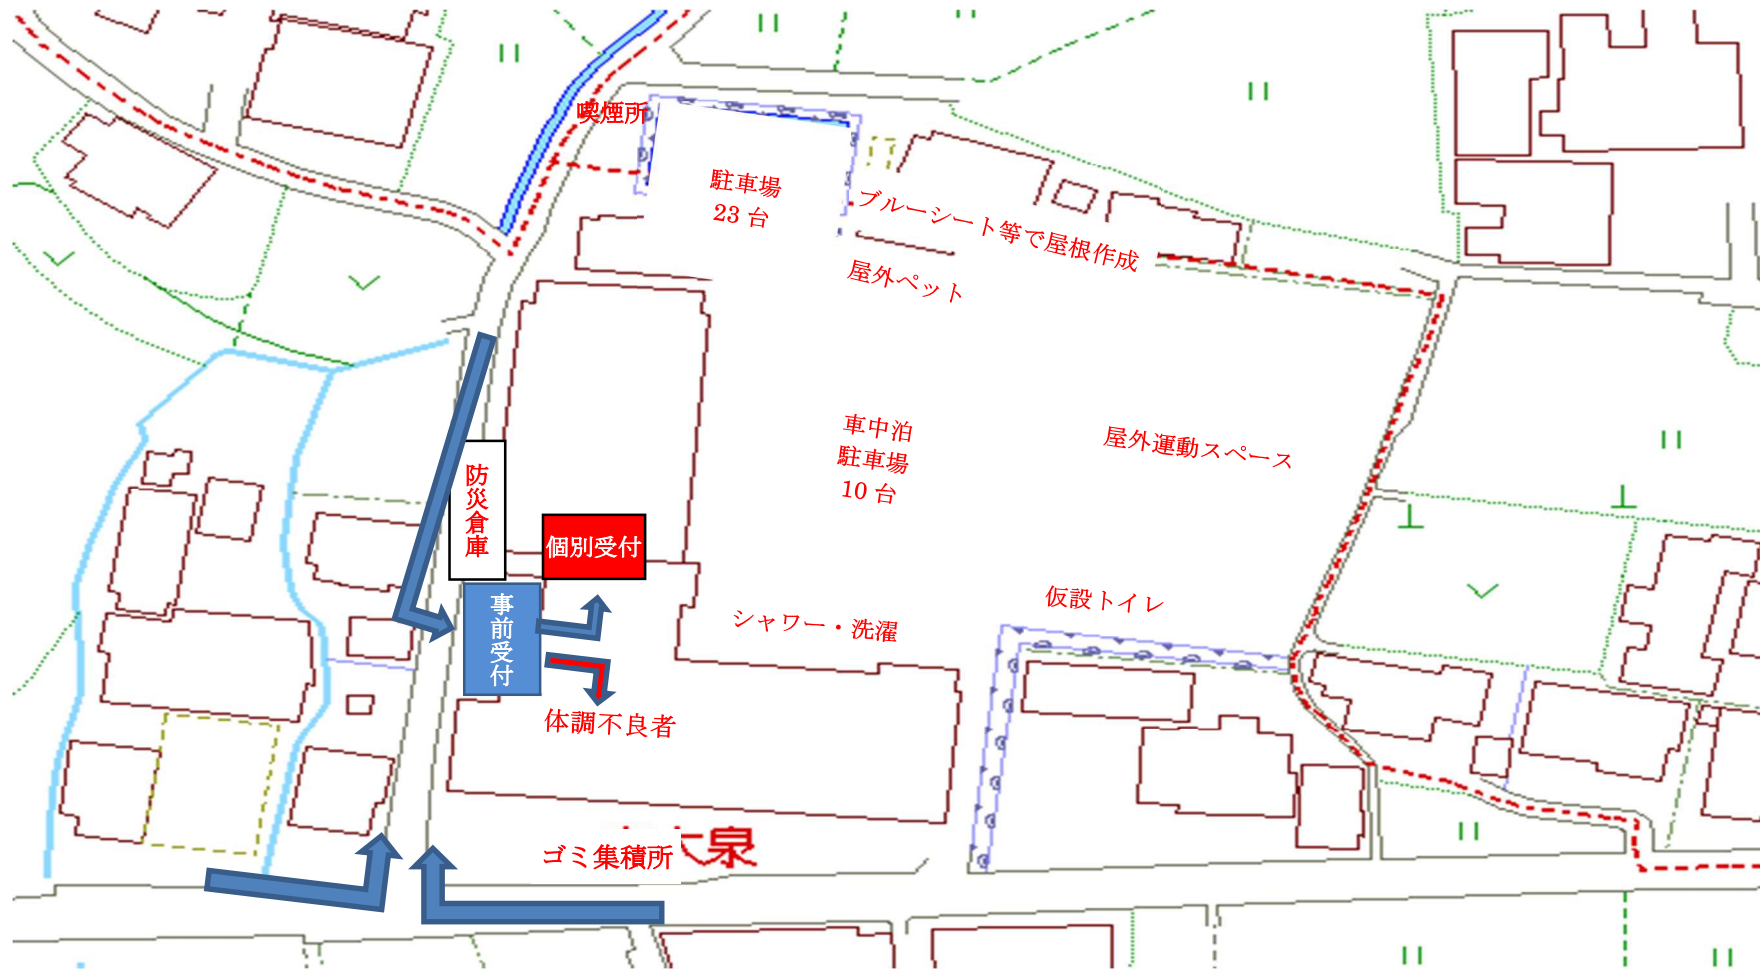 喫煙所
駐車場
23 台
ブルーシート等で屋根作成
屋外ペット
車中泊
駐車場
10 台
屋外運動スペース
防災倉庫
個別受付
事前受付
仮設トイレ
シャワー・洗濯
体調不良者
ゴミ集積所
大泉